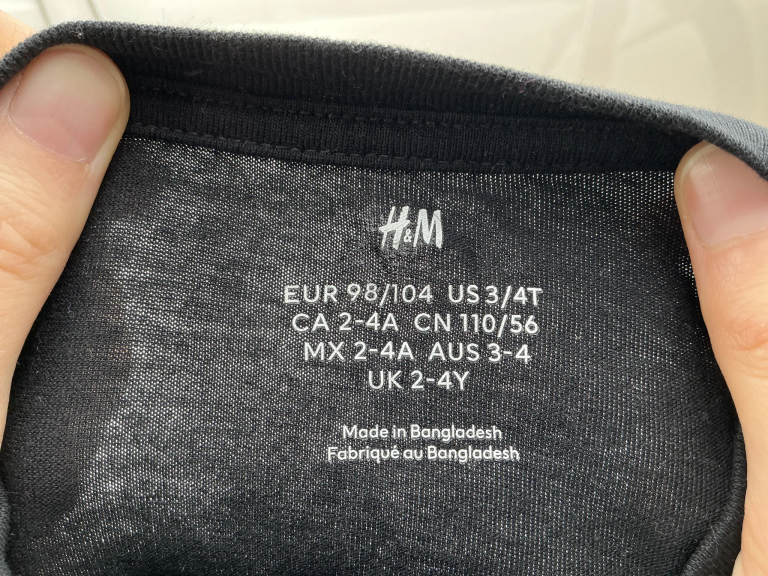 H&M
EUR 98/104 US 3/4T
CA 2-4A CN 110/56
MX 2-4A AUS 3-4
UK 2-4Y
Made in Bangladesh
Fabriqué au Bangladesh